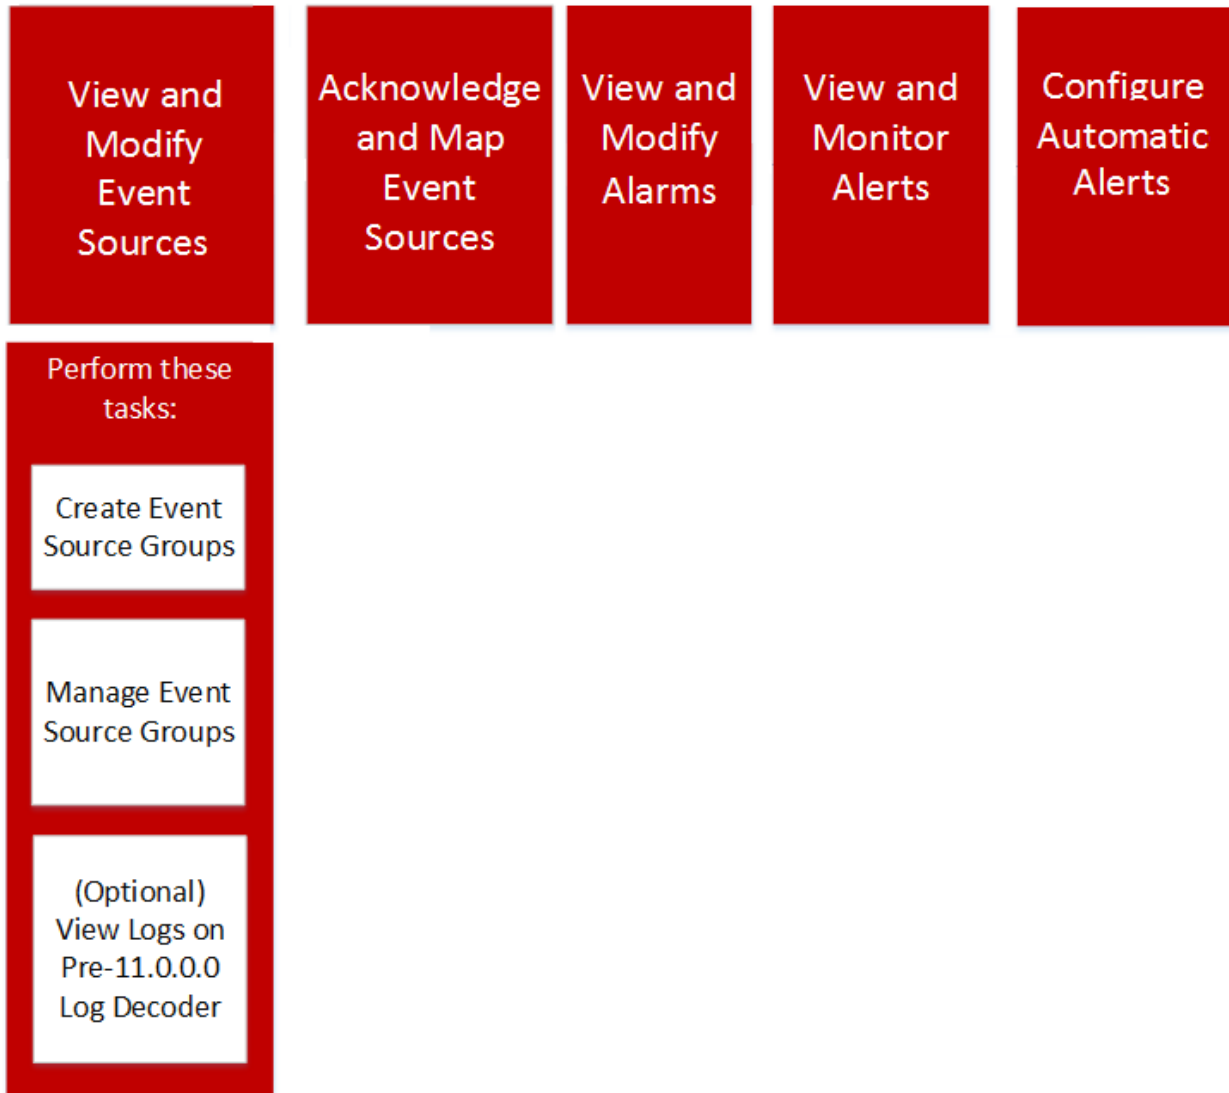 View and
Modify
Event
Sources
Acknowledge
and Map
Event
Sources
View and
Modify
Alarms
View and
Monitor
Alerts
Configure
Automatic
Alerts
Perform these
tasks:
Create Event
Source Groups
Manage Event
Source Groups
(Optional)
View Logs on
Pre-11.0.0.0
Log Decoder